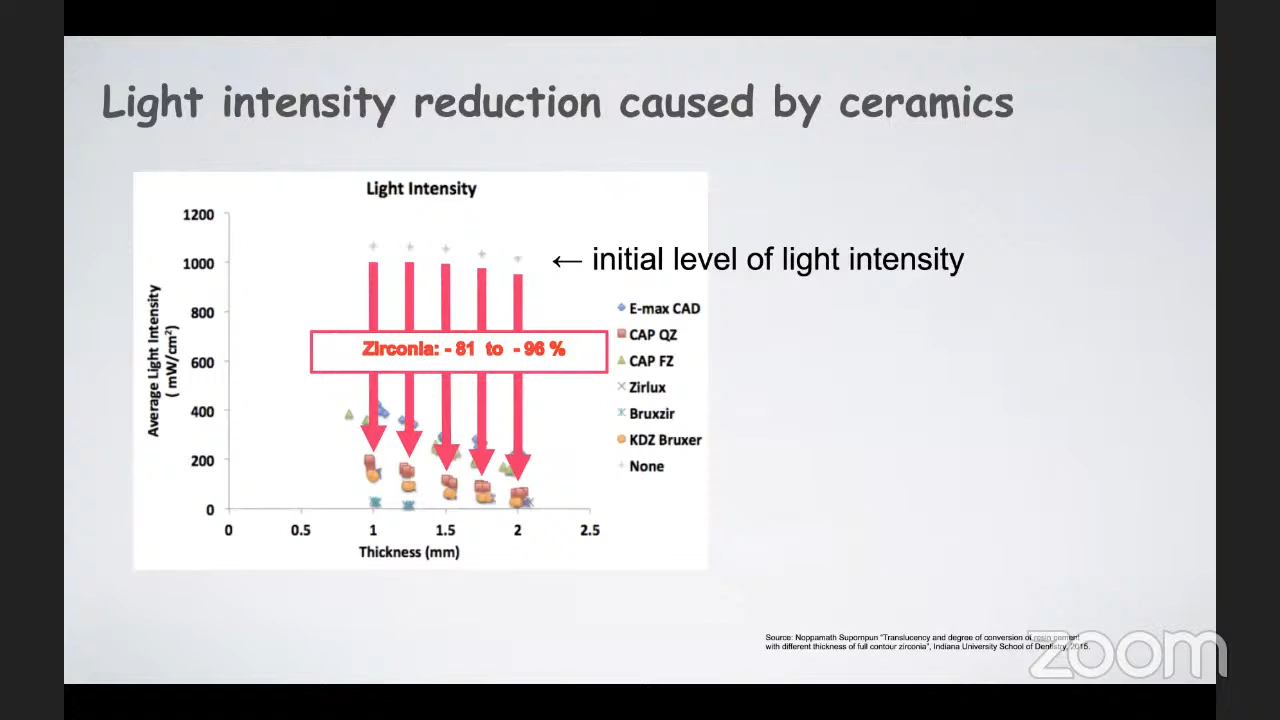 Light intensity reduction caused by ceramics
Light Intensity
← initial level of light intensity
Average Light Intensity
( mW/cm²)
1200
1000
800
600
400
200
0
Zirconia: - 81 to - 96 %
E-max CAD
CAP QZ
CAP FZ
Zirlux
Bruxzir
KDZ Bruxer
None
0
0.5
1
1.5
2
2.5
Thickness (mm)
Source: Noppamath Supornpun "Translucency and degree of conversion of resin cement
with different thickness of full contour zirconia", Indiana University School of Dentistry, 2015.
zoom